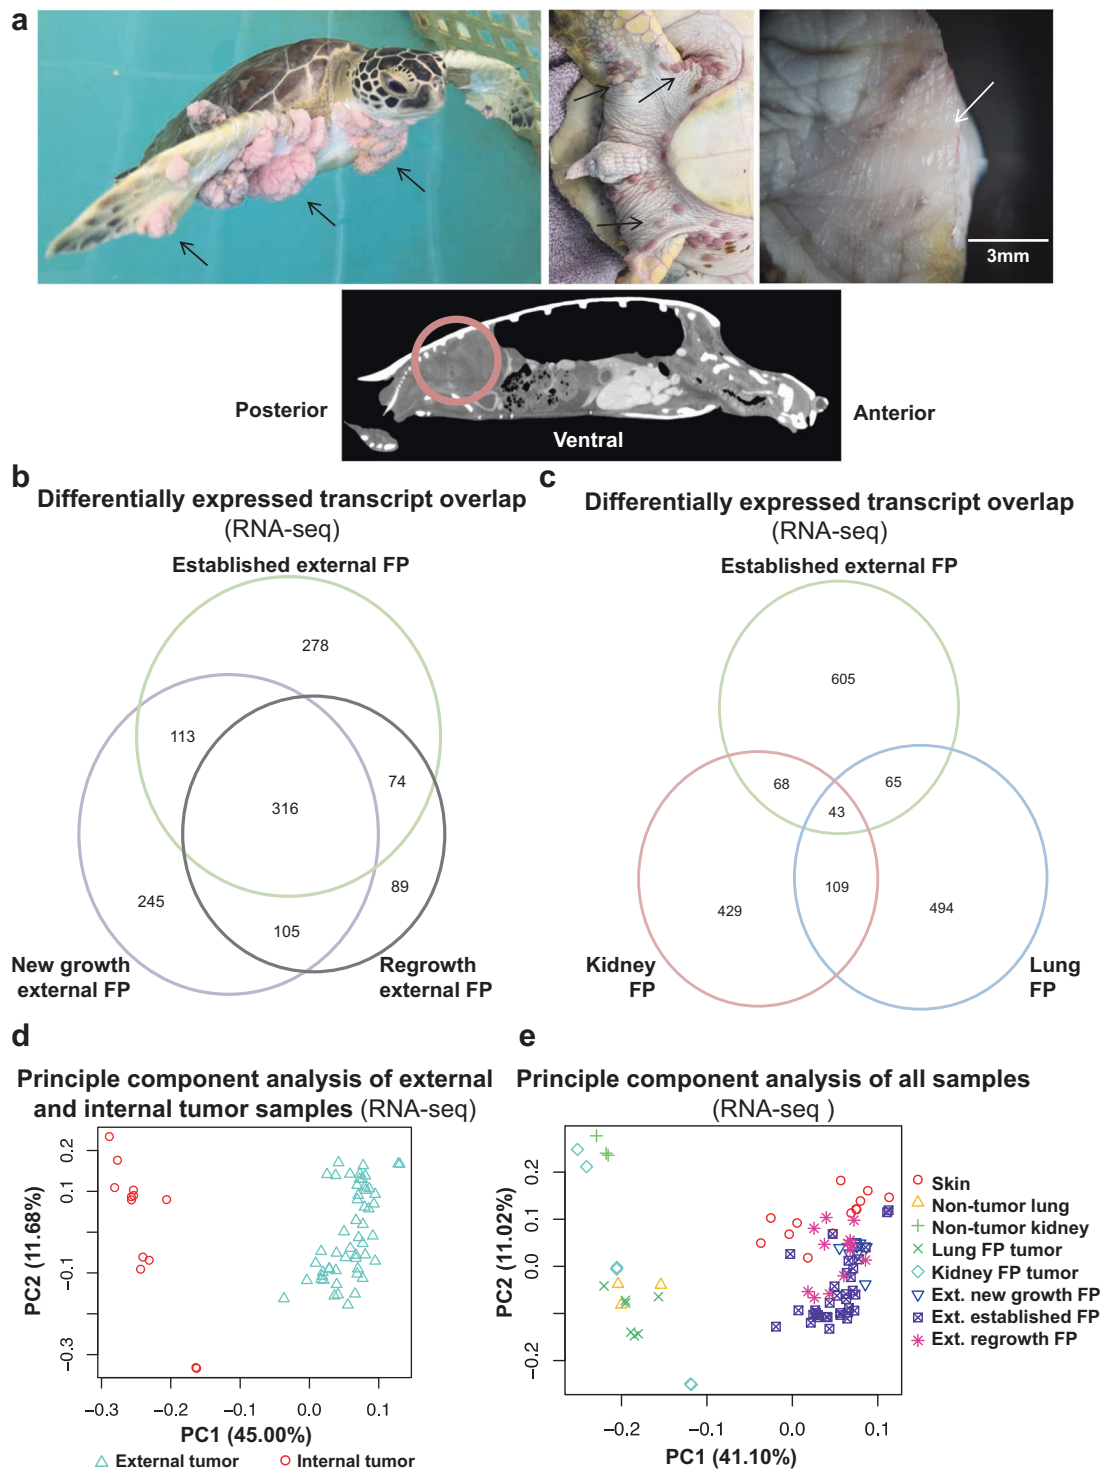 a
3mm
Posterior
Anterior
Ventral
b
Differentially expressed transcript overlap
(RNA-seq)
Established external FP
278
113
74
316
245
89
105
New growth
external FP
Regrowth
external FP
c
Differentially expressed transcript overlap
(RNA-seq)
Established external FP
605
68
65
43
109
429
494
Kidney
FP
Lung
FP
d
Principle component analysis of external
and internal tumor samples (RNA-seq)
PC2 (11.68%)
0.2
0.1
−0.1
−0.3
−0.3
−0.2
−0.1
0.0
0.1
PC1 (45.00%)
External tumor
Internal tumor
e
Principle component analysis of all samples
(RNA-seq )
PC2 (11.02%)
0.2
0.1
0.0
−0.2
−0.2
−0.1
0.0
0.1
PC1 (41.10%)
Skin
Non-tumor lung
Non-tumor kidney
Lung FP tumor
Kidney FP tumor
Ext. new growth FP
Ext. established FP
Ext. regrowth FP